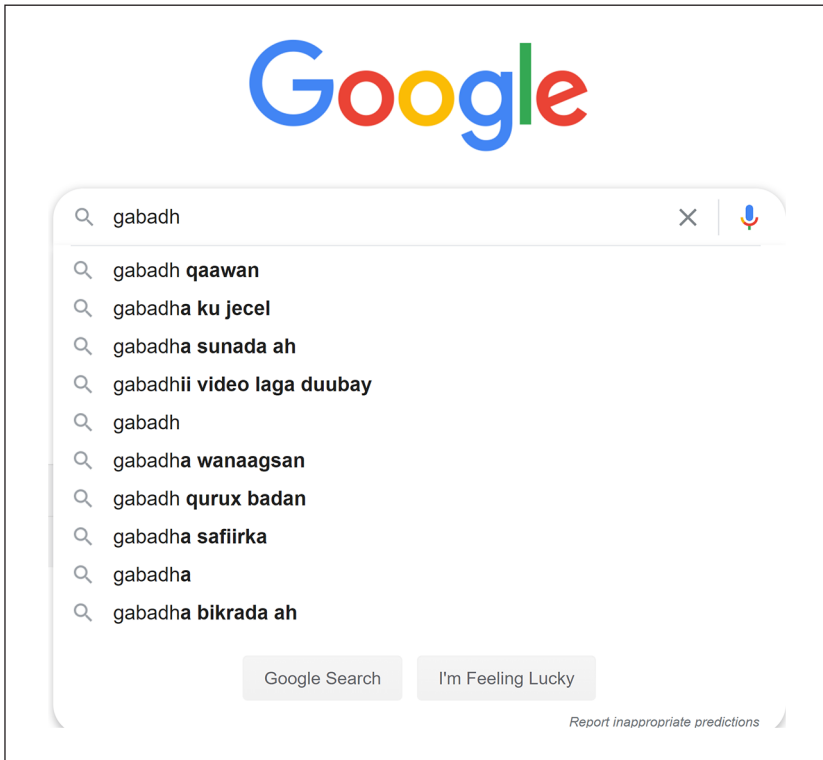 Google
gabadh
gabadh qaawan
gabadha ku jecel
gabadha sunada ah
gabadhii video laga duubay
gabadh
gabadha wanaagsan
gabadh qurux badan
gabadha safiirka
gabadha
gabadha bikrada ah
Google Search I'm Feeling Lucky
Report inappropriate predictions